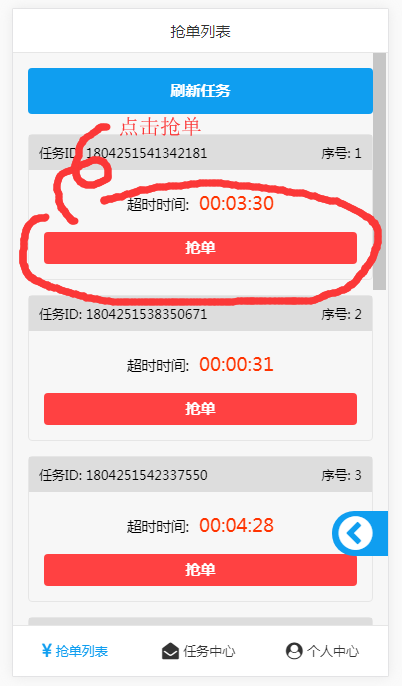 抢单列表
刷新任务
6 点击抢单
任务ID: 1804251541342181 序号: 1
超时时间: 00:03:30
抢单
任务ID: 1804251538350671 序号: 2
超时时间: 00:00:31
抢单
任务ID: 1804251542337550 序号: 3
超时时间: 00:04:28
抢单
¥ 抢单列表 任务中心 个人中心